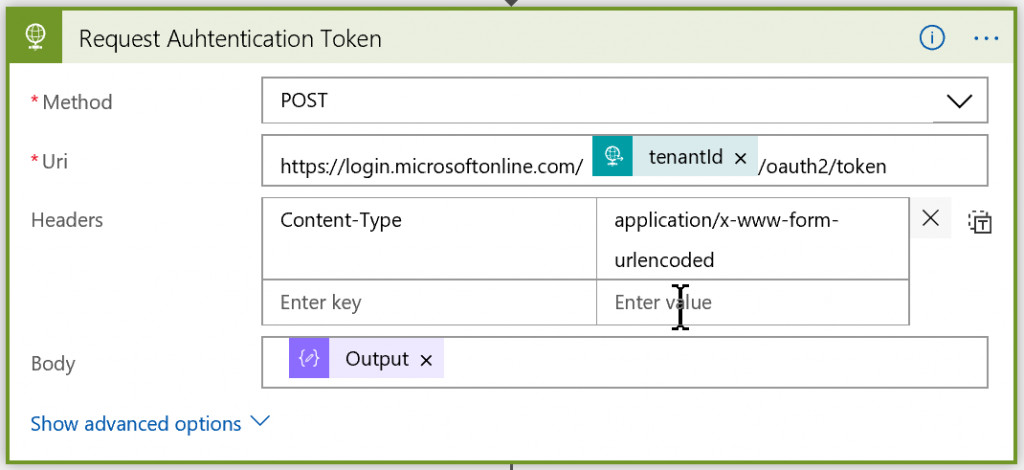 Request Auhtentication Token
* Method
POST
* Uri
https://login.microsoftonline.com/ tenantId × /oauth2/token
Headers
Content-Type
application/x-www-form-
urlencoded
Enter key
Enter value
Body
Output ×
Show advanced options